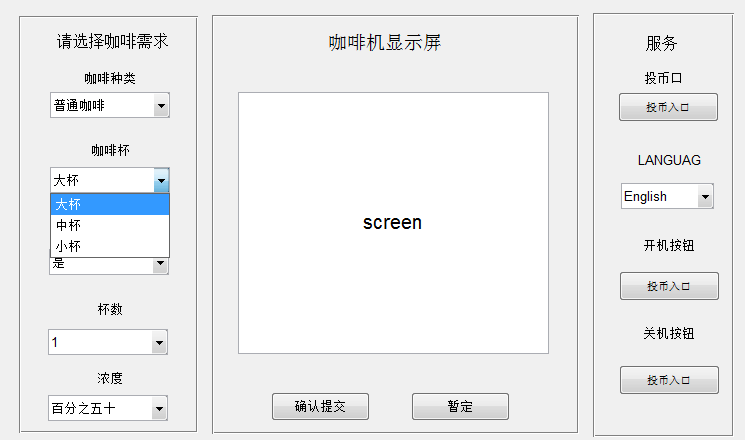 请选择咖啡需求
咖啡种类
普通咖啡
咖啡杯
大杯
大杯
中杯
小杯
是
杯数
1
浓度
百分之五十
咖啡机显示屏
screen
确认提交
暂定
服务
投币口
投币入口
LANGUAG
English
开机按钮
投币入口
关机按钮
投币入口